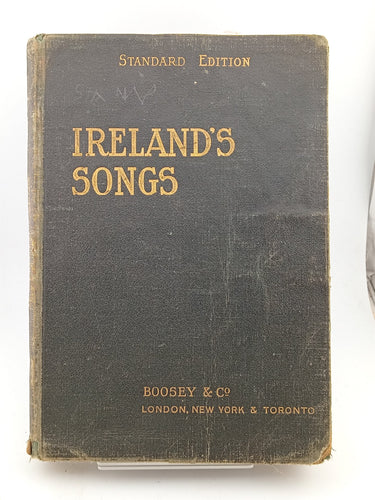 STANDARD EDITION
IRELAND'S
SONGS
BOOSEY & Co
LONDON, NEW YORK & TORONTO